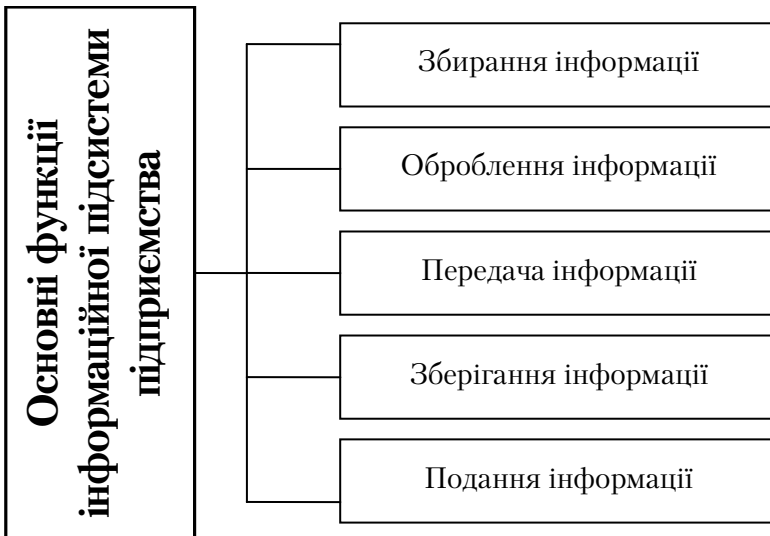 Основні функції
інформаційної підсистеми
підприємства
Збирання інформації
Оброблення інформації
Передача інформації
Зберігання інформації
Подання інформації